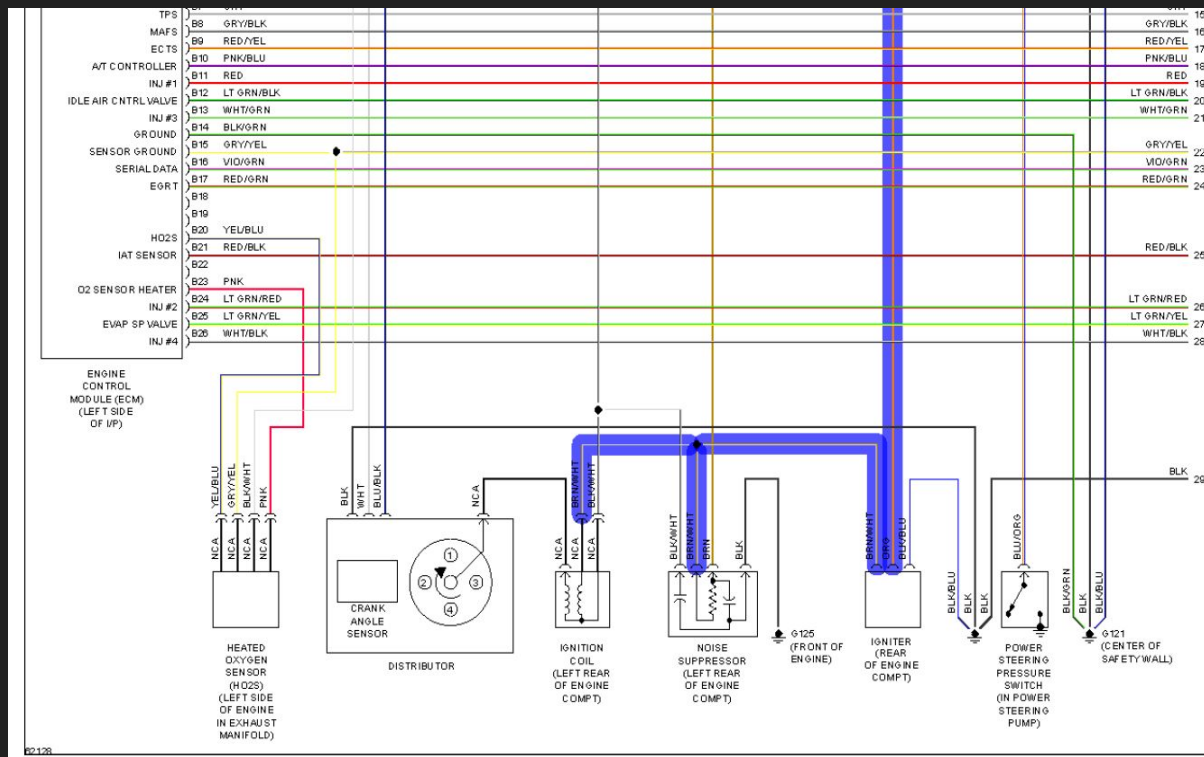 TPS
15
MAFS B8 GRY/BLK GRY/BLK 16
ECTS B9 RED/YEL RED/YEL 17
A/T CONTROLLER B10 PNK/BLU PNK/BLU 18
INJ #1 B11 RED RED 19
IDLE AIR CNTRL VALVE B12 LT GRN/BLK LT GRN/BLK 20
INJ #3 B13 WHT/GRN WHT/GRN 21
GROUND B14 BLK/GRN
SENSOR GROUND B15 GRY/YEL GRY/YEL 22
SERIAL DATA B16 VIO/GRN VIO/GRN 23
EGRT B17 RED/GRN RED/GRN 24
B18
B19
HO2S B20 YEL/BLU
IAT SENSOR B21 RED/BLK RED/BLK 25
B22
O2 SENSOR HEATER B23 PNK
INJ #2 B24 LT GRN/RED LT GRN/RED 26
EVAP SP VALVE B25 LT GRN/YEL LT GRN/YEL 27
INJ #4 B26 WHT/BLK WHT/BLK 28
ENGINE
CONTROL
MODULE (ECM)
(LEFT SIDE
OF I/P)
BLK 29
YEL/BLU
GRY/YEL
BLK/WHT
PNK
NCA
NCA
NCA
NCA
HEATED
OXYGEN
SENSOR
(HO2S)
(LEFT SIDE
OF ENGINE
IN EXHAUST
MANIFOLD)
BLK
WHT
BLU/BLK
NCA
1
2
3
4
CRANK
ANGLE
SENSOR
DISTRIBUTOR
BRN/WHT
BLK/WHT
NCA
NCA
NCA
IGNITION
COIL
(LEFT REAR
OF ENGINE
COMPT)
BLK/WHT
BRN/WHT
BRN
BLK
NOISE
SUPPRESSOR
(LEFT REAR
OF ENGINE
COMPT)
G125
(FRONT OF
ENGINE)
BRN/WHT
ORG
BLK/BLU
IGNITER
(REAR
OF ENGINE
COMPT)
BLK/BLU
BLK
BLK
BLU/ORG
POWER
STEERING
PRESSURE
SWITCH
(IN POWER
STEERING
PUMP)
BLK/GRN
BLK
BLK/BLU
G121
(CENTER OF
SAFETY WALL)
62128